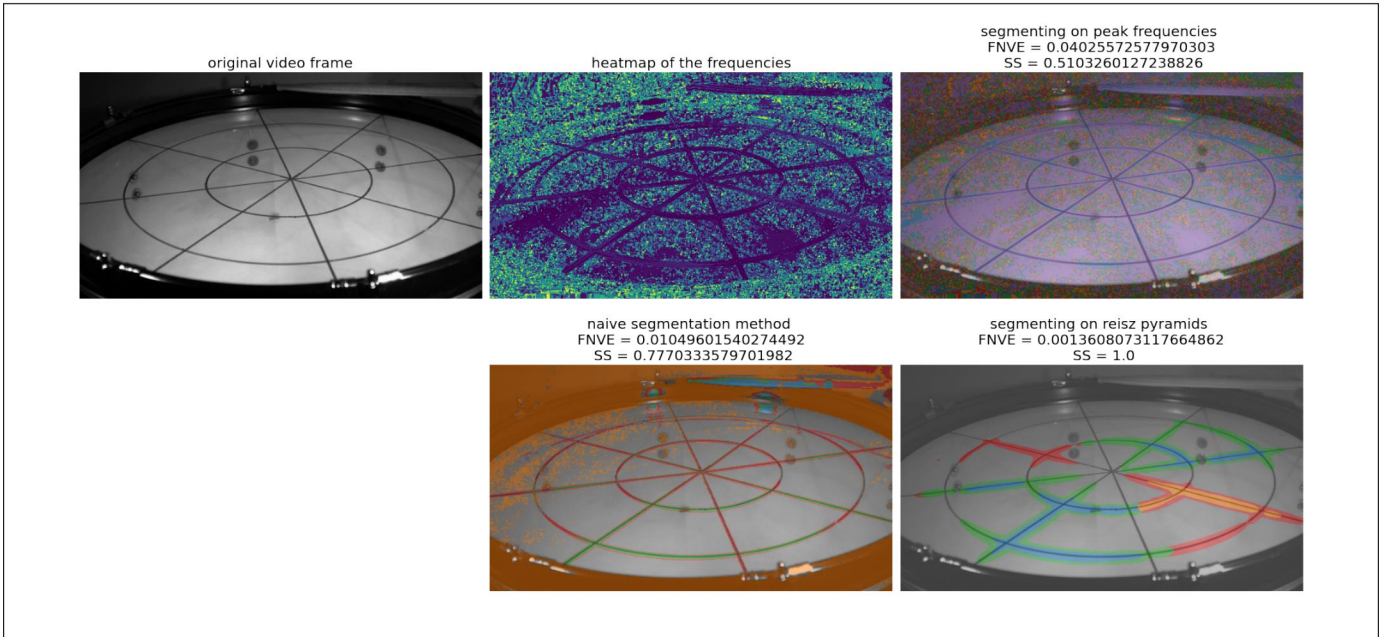 original video frame
heatmap of the frequencies
segmenting on peak frequencies
FNVE = 0.04025572577970303
SS = 0.5103260127238826
naive segmentation method
FNVE = 0.01049601540274492
SS = 0.7770333579701982
segmenting on reisz pyramids
FNVE = 0.0013608073117664862
SS = 1.0